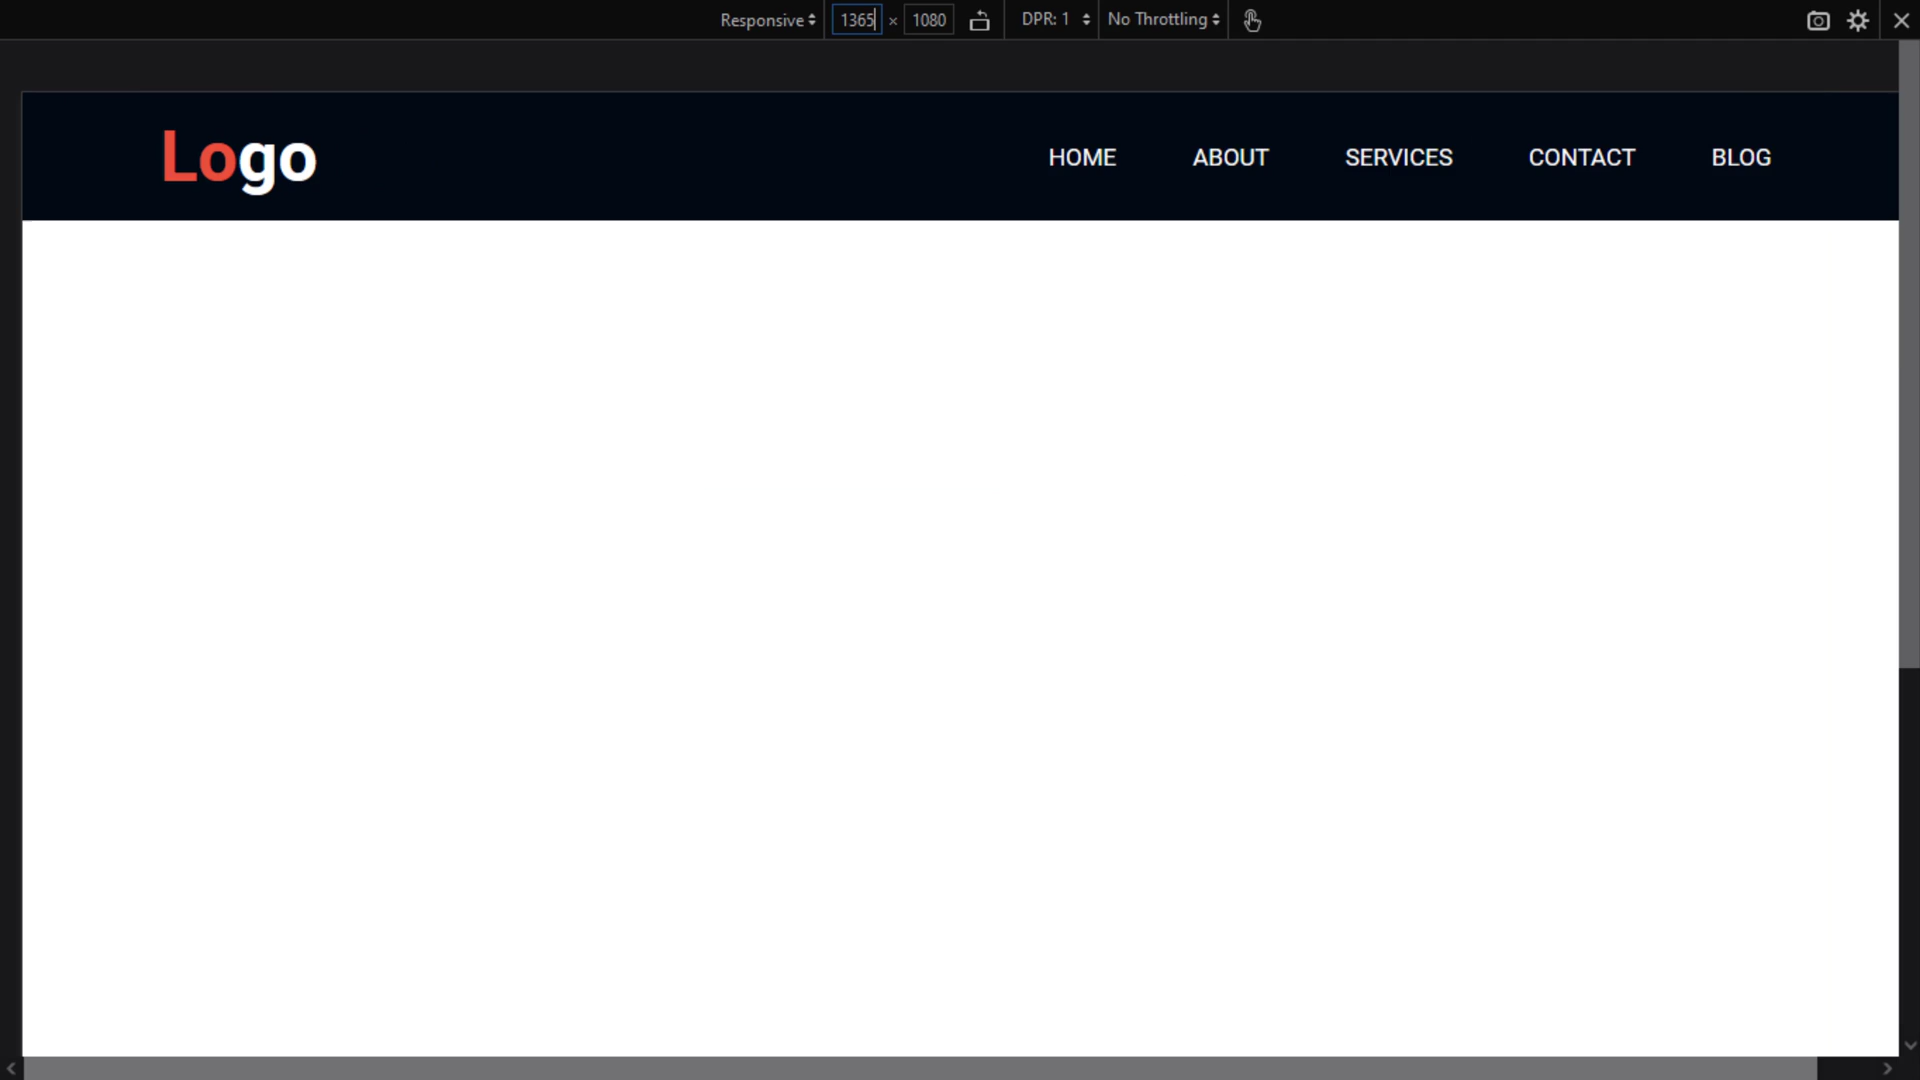 Responsive 1365 × 1080 DPR: 1 No Throttling
Logo HOME ABOUT SERVICES CONTACT BLOG